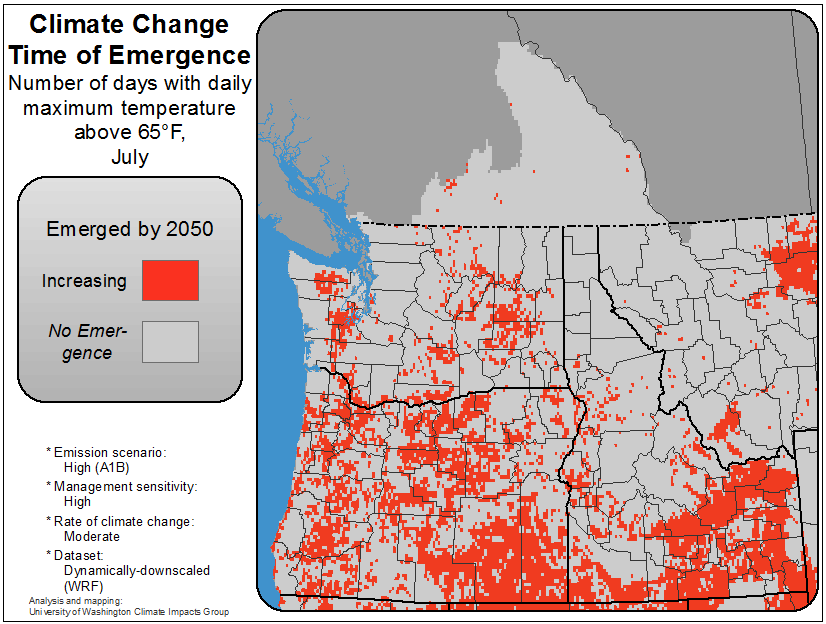 Climate Change
Time of Emergence
Number of days with daily
maximum temperature
above 65°F,
July
Emerged by 2050
Increasing
No Emer-
gence
* Emission scenario:
High (A1B)
* Management sensitivity:
High
* Rate of climate change:
Moderate
* Dataset:
Dynamically-downscaled
(WRF)
Analysis and mapping:
University of Washington Climate Impacts Group